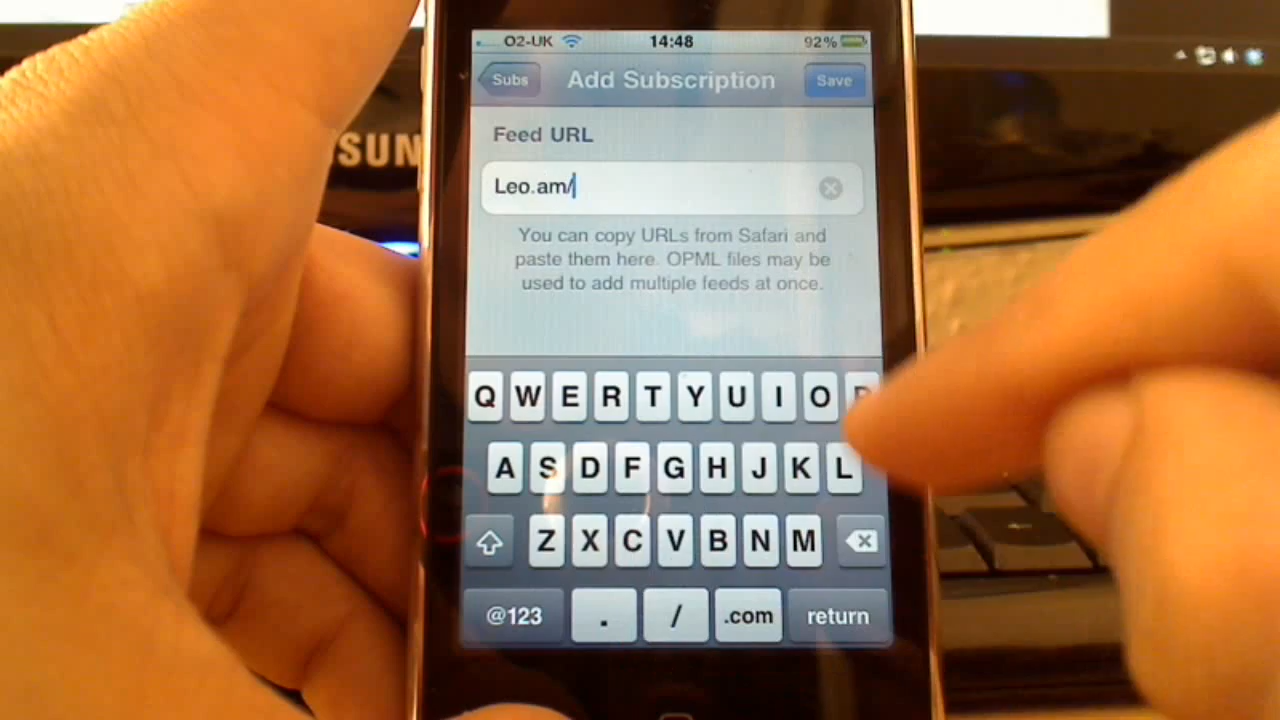 O2-UK 14:48 92%
Subs Add Subscription Save
Feed URL
SUN
Leo.am/
You can copy URLs from Safari and
paste them here. OPML files may be
used to add multiple feeds at once.
Q W E R T Y U I O P
A S D F G H J K L
Z X C V B N M
@123 . / .com return